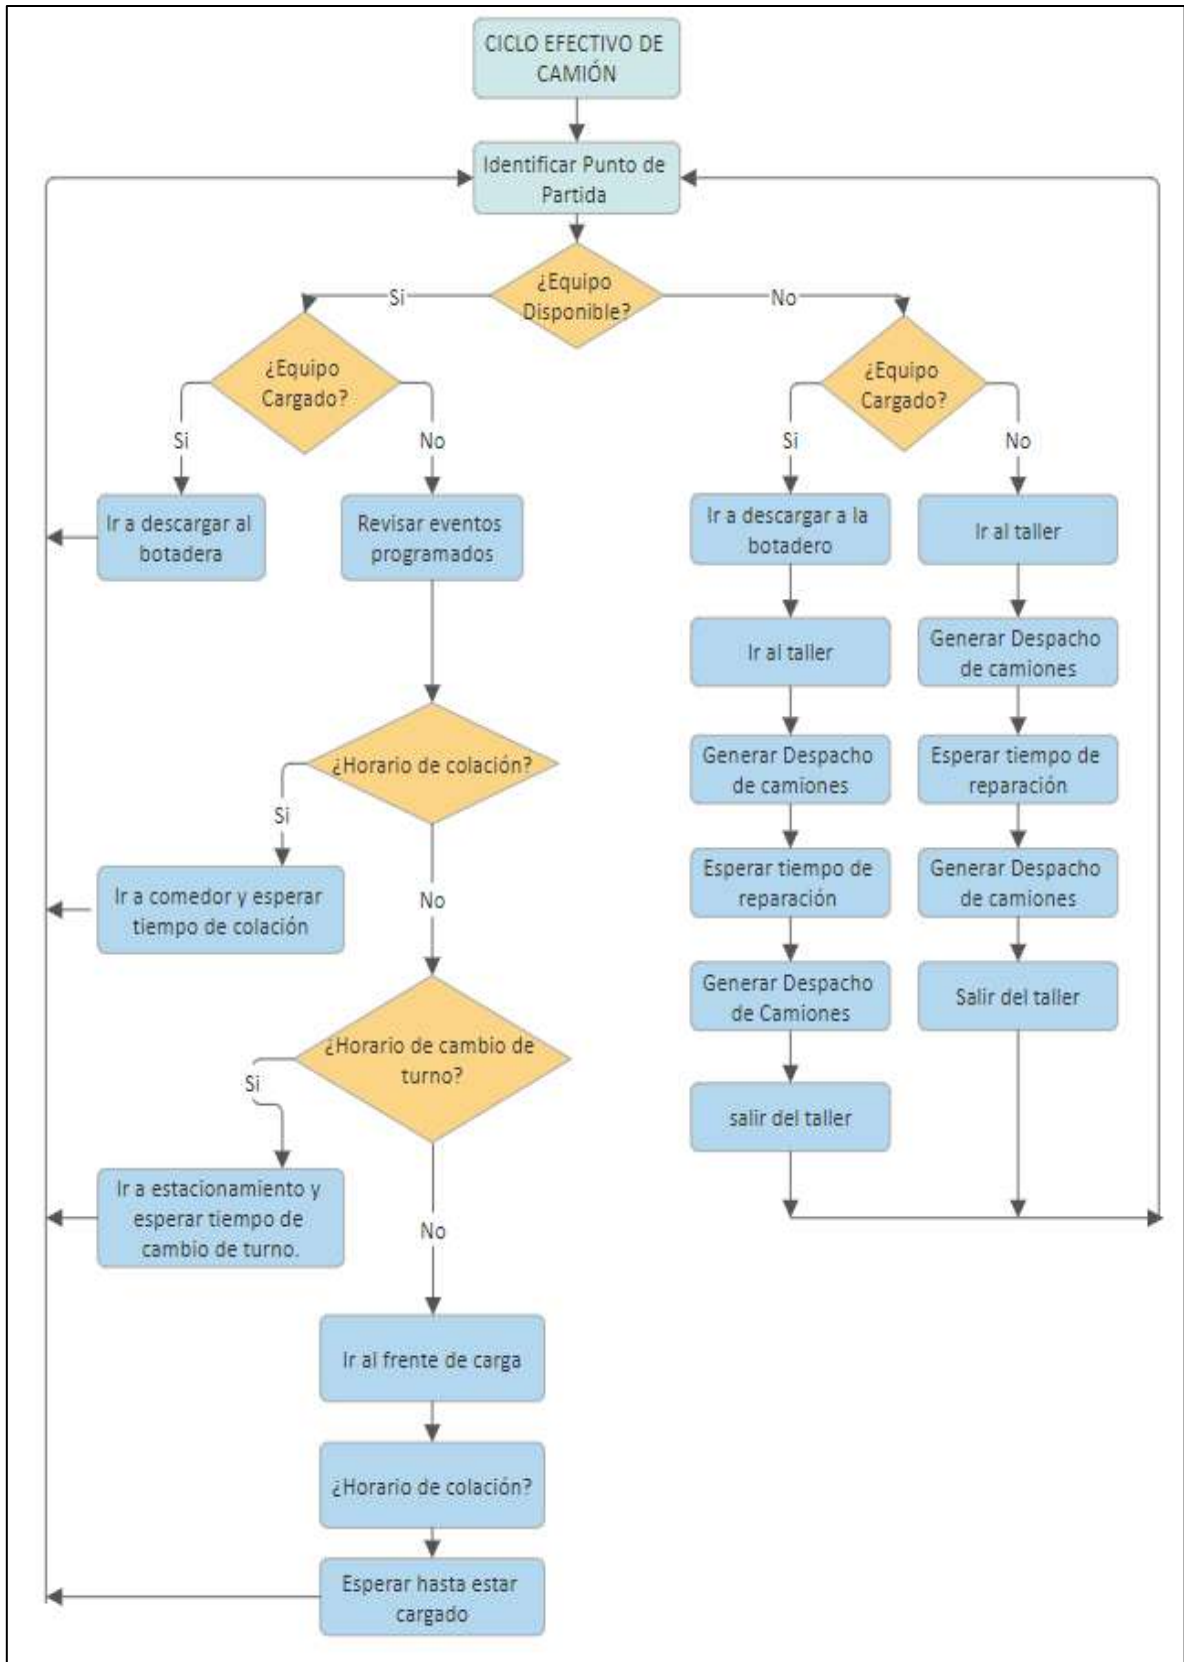 CICLO EFECTIVO DE
CAMIÓN
Identificar Punto de
Partida
¿Equipo
Disponible?
Si
No
¿Equipo
Cargado?
Si
No
Ir a descargar al
botadera
Revisar eventos
programados
¿Horario de colación?
Si
No
Ir a comedor y esperar
tiempo de colación
¿Horario de cambio de
turno?
Si
No
Ir a estacionamiento y
esperar tiempo de
cambio de turno.
Ir al frente de carga
¿Horario de colación?
Esperar hasta estar
cargado
¿Equipo
Cargado?
Si
No
Ir a descargar a la
botadero
Ir al taller
Generar Despacho
de camiones
Esperar tiempo de
reparación
Generar Despacho
de Camiones
salir del taller
Ir al taller
Generar Despacho
de camiones
Esperar tiempo de
reparación
Generar Despacho
de camiones
Salir del taller